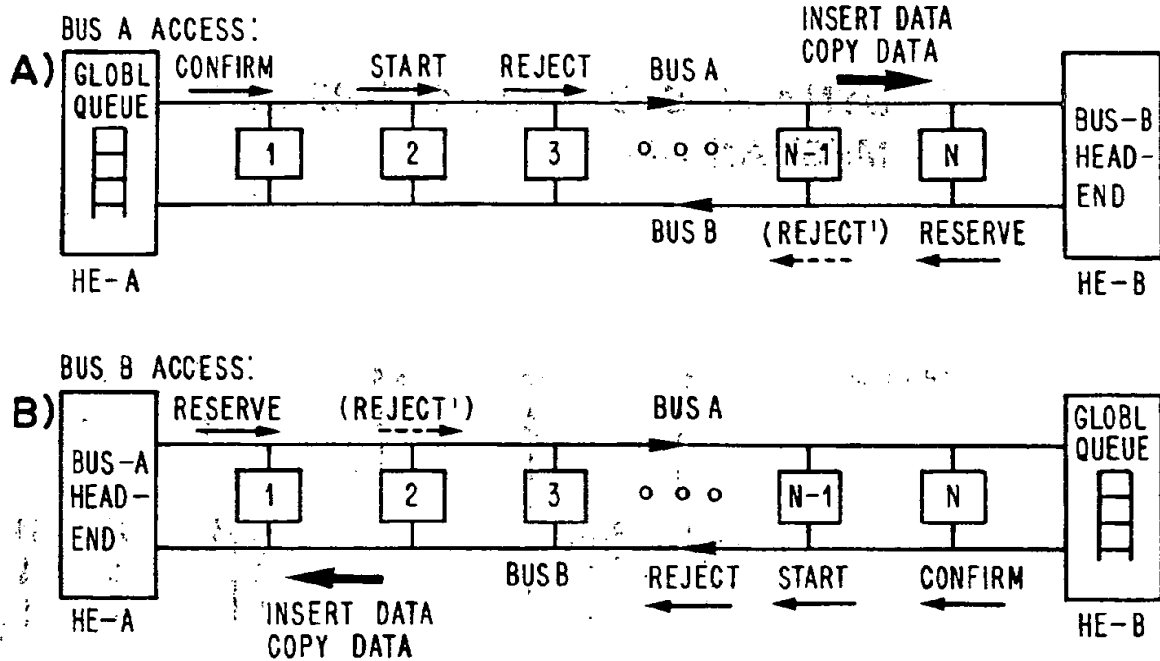 BUS A ACCESS:
A)
GLOBL
QUEUE
CONFIRM
START
REJECT
BUS A
INSERT DATA
COPY DATA
1
2
3
N-1
N
BUS-B
HEAD-
END
BUS B
(REJECT')
RESERVE
HE-A
HE-B
BUS B ACCESS:
B)
RESERVE
(REJECT')
BUS A
GLOBL
QUEUE
BUS-A
HEAD-
END
1
2
3
N-1
N
BUS B
REJECT
START
CONFIRM
INSERT DATA
COPY DATA
HE-A
HE-B